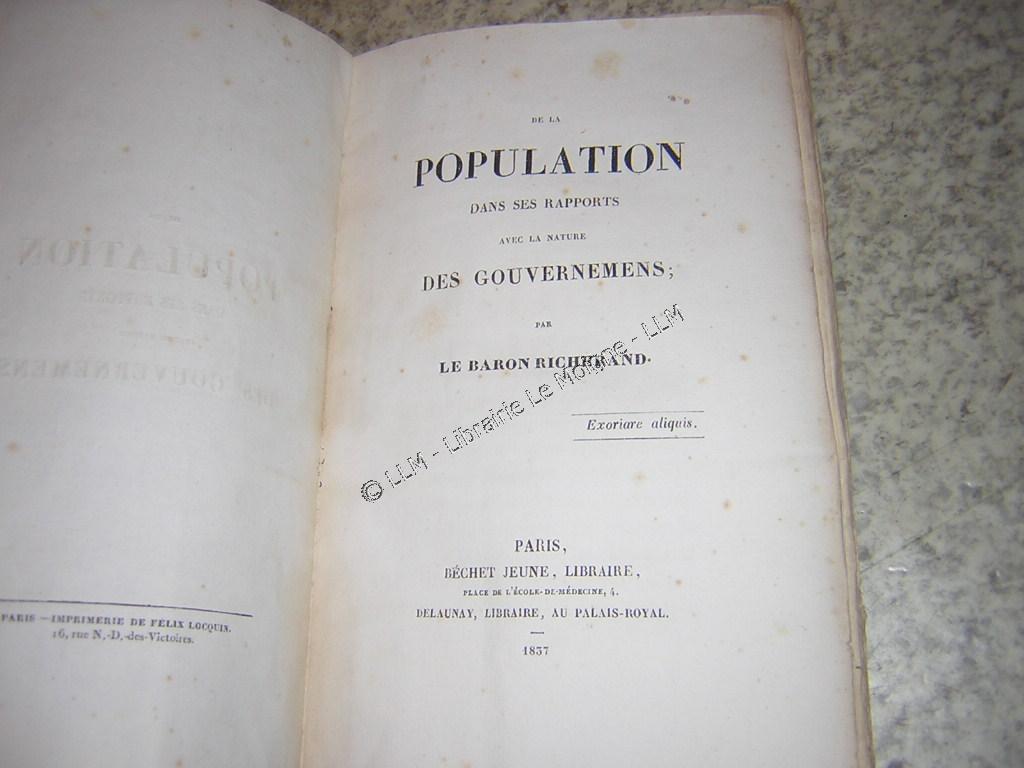 PARIS — IMPRIMERIE DE FÉLIX LOCQUIN.
16, rue N.-D.-des-Victoires.
DE LA
POPULATION
DANS SES RAPPORTS
AVEC LA NATURE
DES GOUVERNEMENS;
PAR
LE BARON RICHERAND.
Exoriare aliquis.
© LLM - Librairie Le Moigne - LLM
PARIS,
BÉCHET JEUNE, LIBRAIRE,
PLACE DE L'ÉCOLE-DE-MÉDECINE, 4.
DELAUNAY, LIBRAIRE, AU PALAIS-ROYAL.
1837